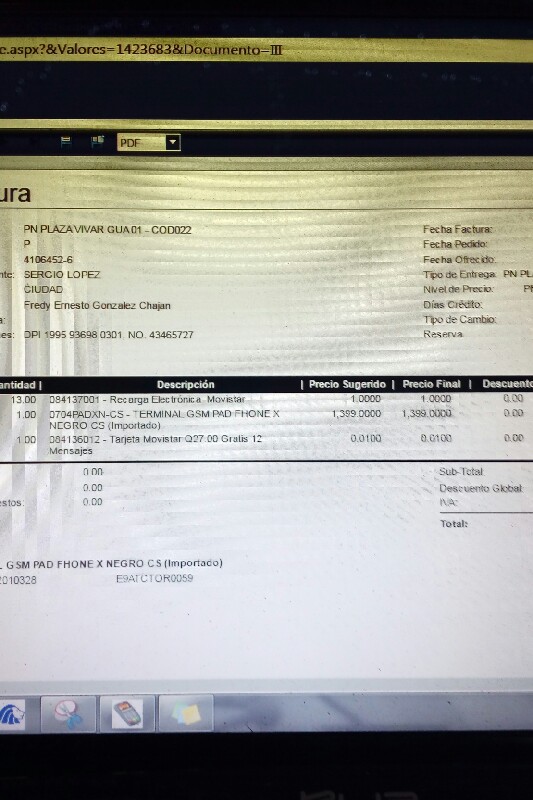 e.aspx?&Valores=1423683&Documento=III
PDF
ura
PN PLAZA VIVAR GUA 01 - COD022
Fecha Factura:
P
Fecha Pedido:
4106452-6
Fecha Ofrecido:
nte: SERCIO LOPEZ
Tipo de Entrega: PN PL
CIUDAD
Nivel de Precio:
Fredy Ernesto Gonzalez Chajan
Días Crédito:
a:
Tipo de Cambio:
es: DPI 1995 93698 0301. NO. 43465727
Reserva
antidad | Descripción | Precio Sugerido | Precio Final | Descuento
13.00 084137001 - Recarga Electrónica Movistar 1.0000 1.0000 0.00
1.00 0704PADXN-CS - TERMINAL GSM PAD FHONE X 1,399.0000 1,399.0000 0.00
NEGRO CS (Importado)
1.00 084136012 - Tarjeta Movistar Q27.00 Gratis 12 0.0100 0.0100 0.00
Mensajes
0.00 Sub-Total:
0.00 Descuento Global:
estos: 0.00 IVA:
Total:
L GSM PAD FHONE X NEGRO CS (Importado)
2010328 E9ATCTOR0059